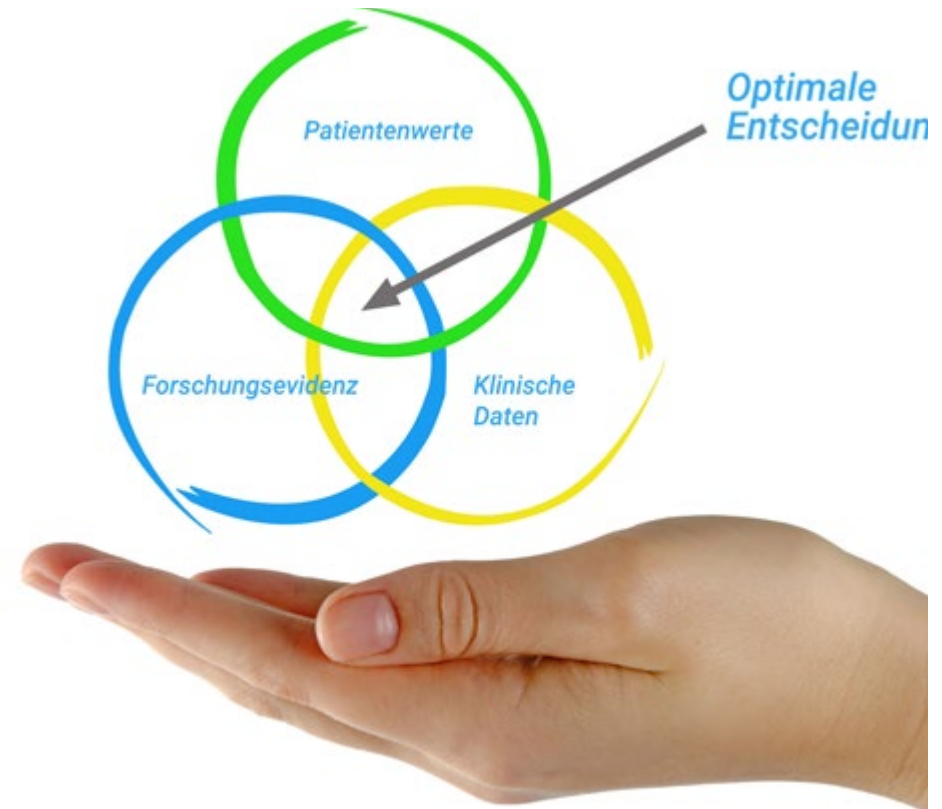 Optimale
Entscheidun
Patientenwerte
Forschungsevidenz
Klinische
Daten